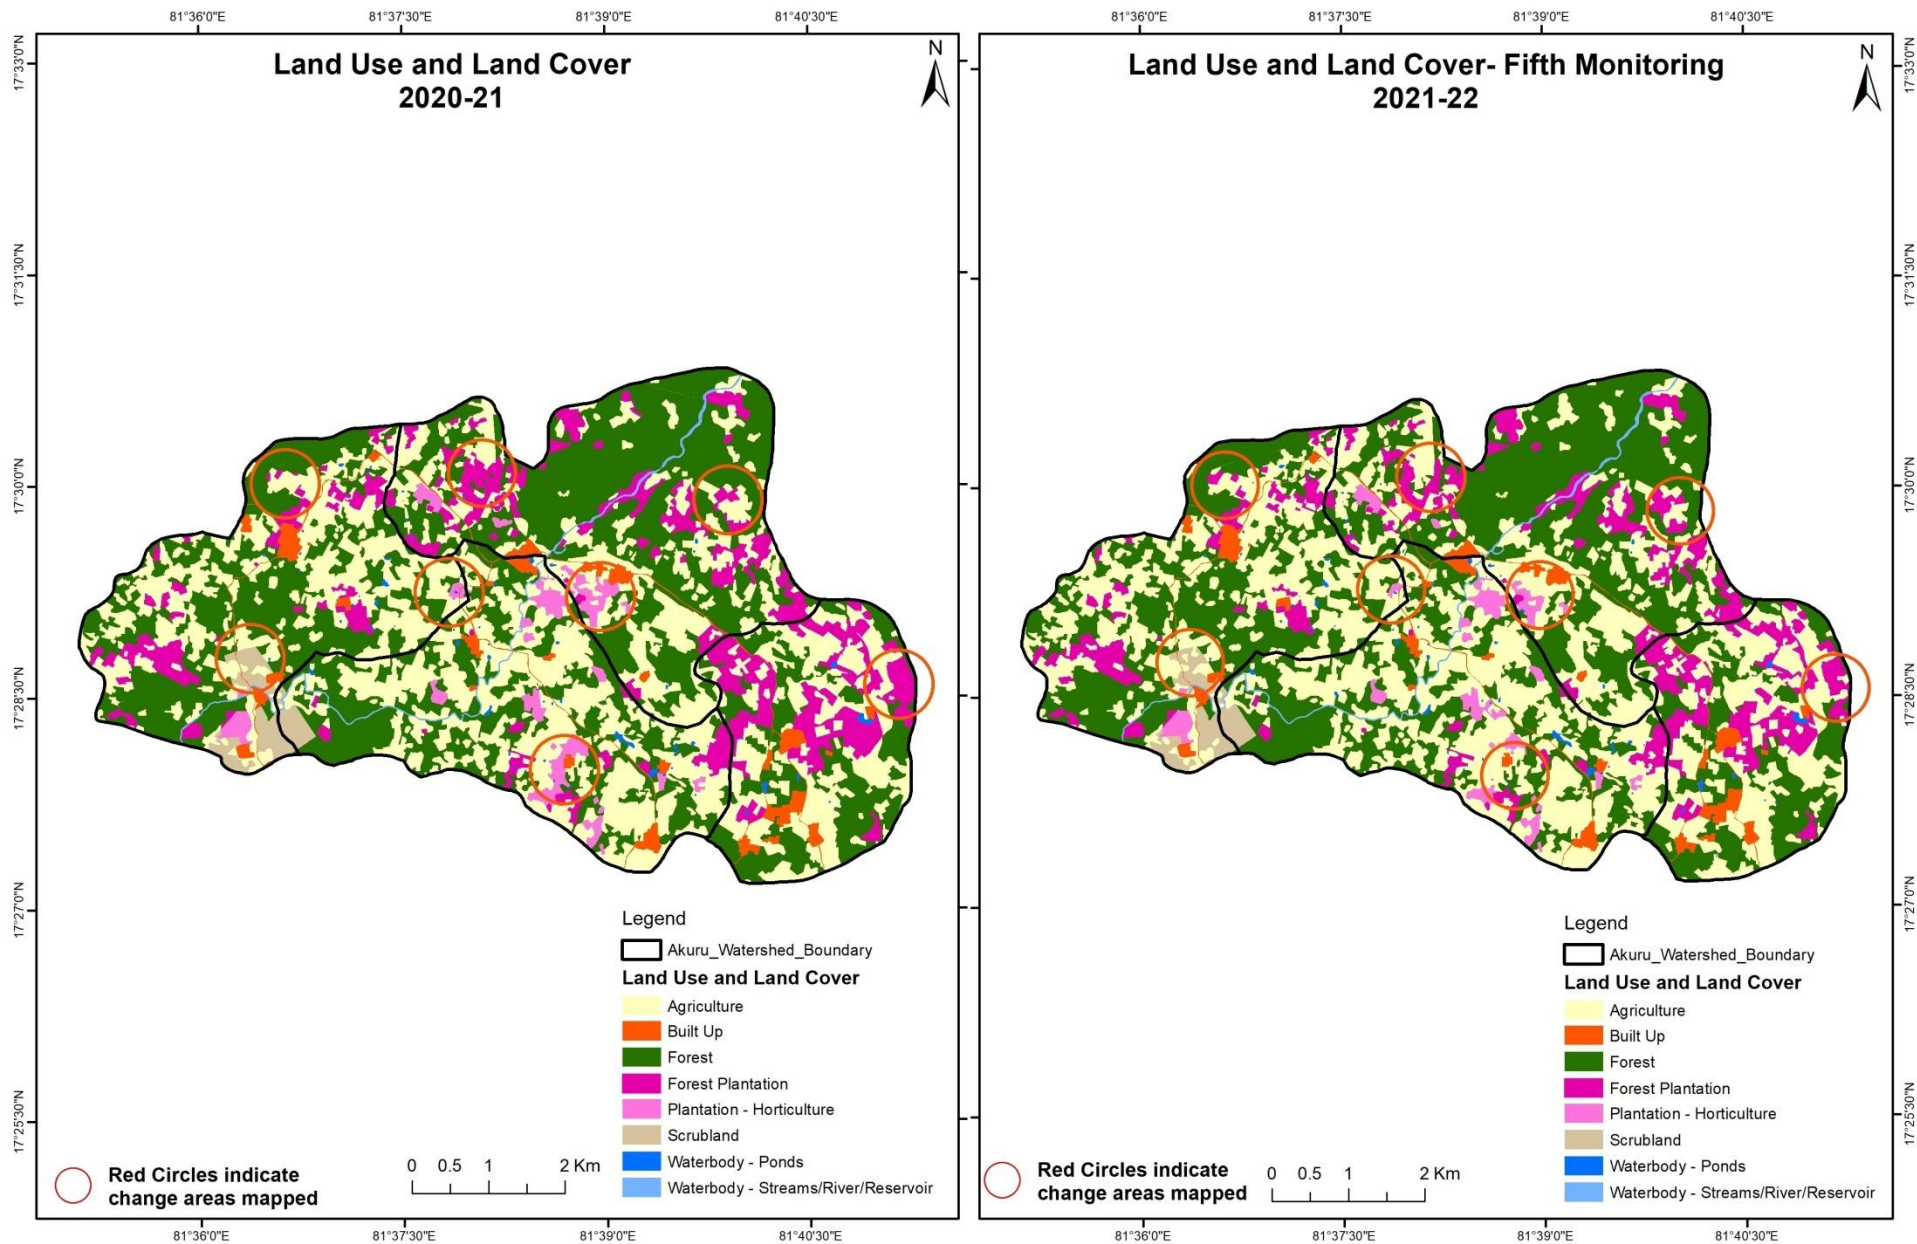 81°36'0"E 81°37'30"E 81°39'0"E 81°40'30"E
17°33'0"N
17°31'30"N
17°30'0"N
17°28'30"N
17°27'0"N
17°25'30"N
Land Use and Land Cover
2020-21
N
Legend
Akuru_Watershed_Boundary
Land Use and Land Cover
Agriculture
Built Up
Forest
Forest Plantation
Plantation - Horticulture
Scrubland
Waterbody - Ponds
Waterbody - Streams/River/Reservoir
Red Circles indicate
change areas mapped
0 0.5 1 2 Km
81°36'0"E 81°37'30"E 81°39'0"E 81°40'30"E
81°36'0"E 81°37'30"E 81°39'0"E 81°40'30"E
Land Use and Land Cover- Fifth Monitoring
2021-22
N
17°33'0"N
17°31'30"N
17°30'0"N
17°28'30"N
17°27'0"N
17°25'30"N
Legend
Akuru_Watershed_Boundary
Land Use and Land Cover
Agriculture
Built Up
Forest
Forest Plantation
Plantation - Horticulture
Scrubland
Waterbody - Ponds
Waterbody - Streams/River/Reservoir
Red Circles indicate
change areas mapped
0 0.5 1 2 Km
81°36'0"E 81°37'30"E 81°39'0"E 81°40'30"E